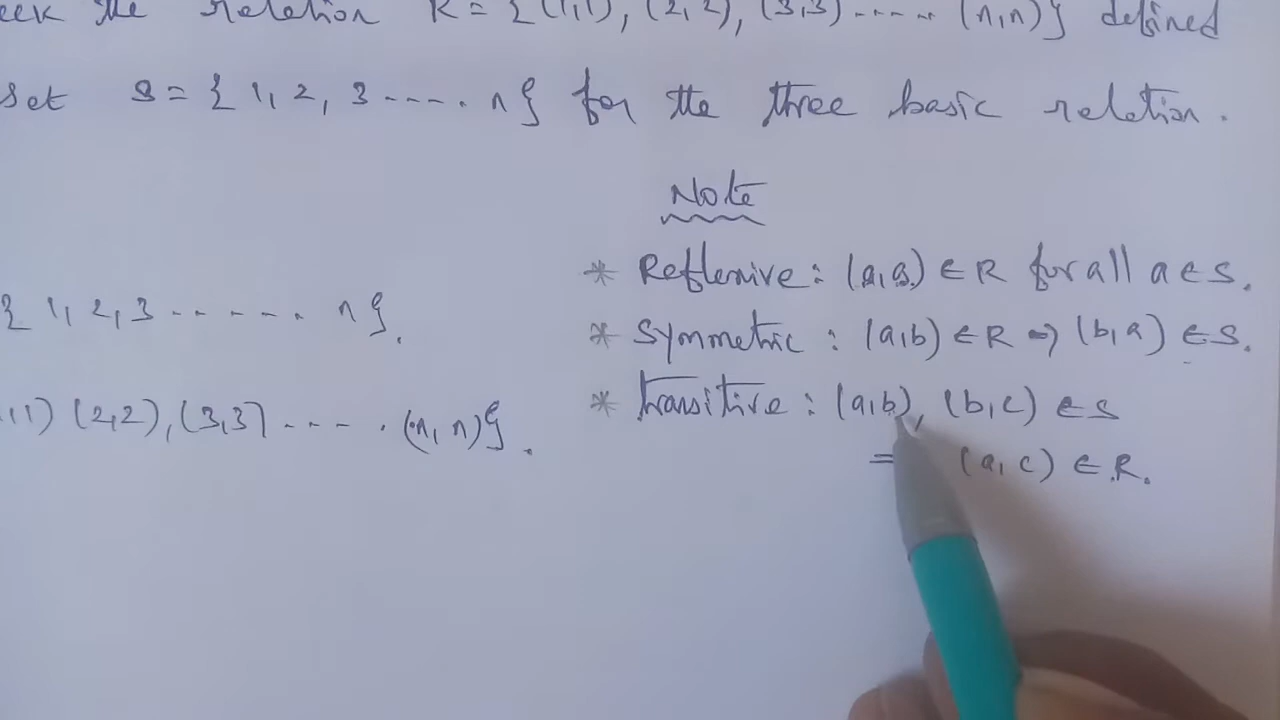 the relation R = {(1,1), (2,2), (3,3) ..... (n,n)} defined
set S = { 1, 2, 3 ..... n } for the three basic relation.
Note
* Reflexive : (a,a) ∈ R for all a ∈ S.
{ 1, 2, 3 ...... n }.
* Symmetric : (a,b) ∈ R => (b,a) ∈ S.
* transitive : (a,b), (b,c) ∈ S
,1) (2,2), (3,3) ..... (n, n) }.
= (a, c) ∈ R.